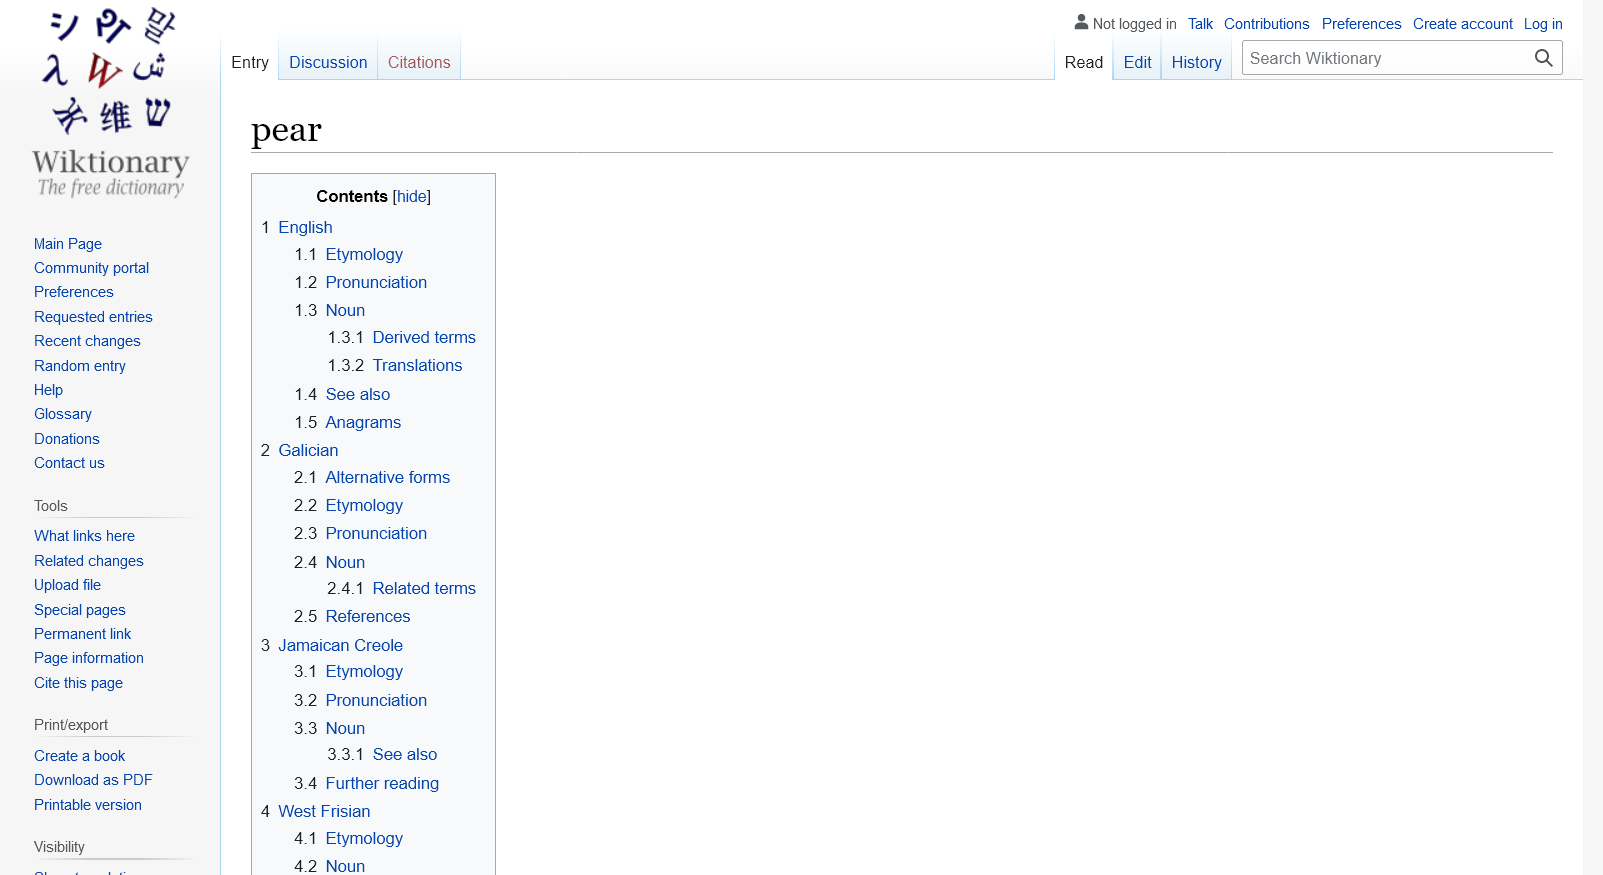 Wiktionary
The free dictionary
Not logged in Talk Contributions Preferences Create account Log in
Entry Discussion Citations Read Edit History Search Wiktionary
pear
Main Page
Community portal
Preferences
Requested entries
Recent changes
Random entry
Help
Glossary
Donations
Contact us
Tools
What links here
Related changes
Upload file
Special pages
Permanent link
Page information
Cite this page
Print/export
Create a book
Download as PDF
Printable version
Visibility
Contents [hide]
1 English
1.1 Etymology
1.2 Pronunciation
1.3 Noun
1.3.1 Derived terms
1.3.2 Translations
1.4 See also
1.5 Anagrams
2 Galician
2.1 Alternative forms
2.2 Etymology
2.3 Pronunciation
2.4 Noun
2.4.1 Related terms
2.5 References
3 Jamaican Creole
3.1 Etymology
3.2 Pronunciation
3.3 Noun
3.3.1 See also
3.4 Further reading
4 West Frisian
4.1 Etymology
4.2 Noun